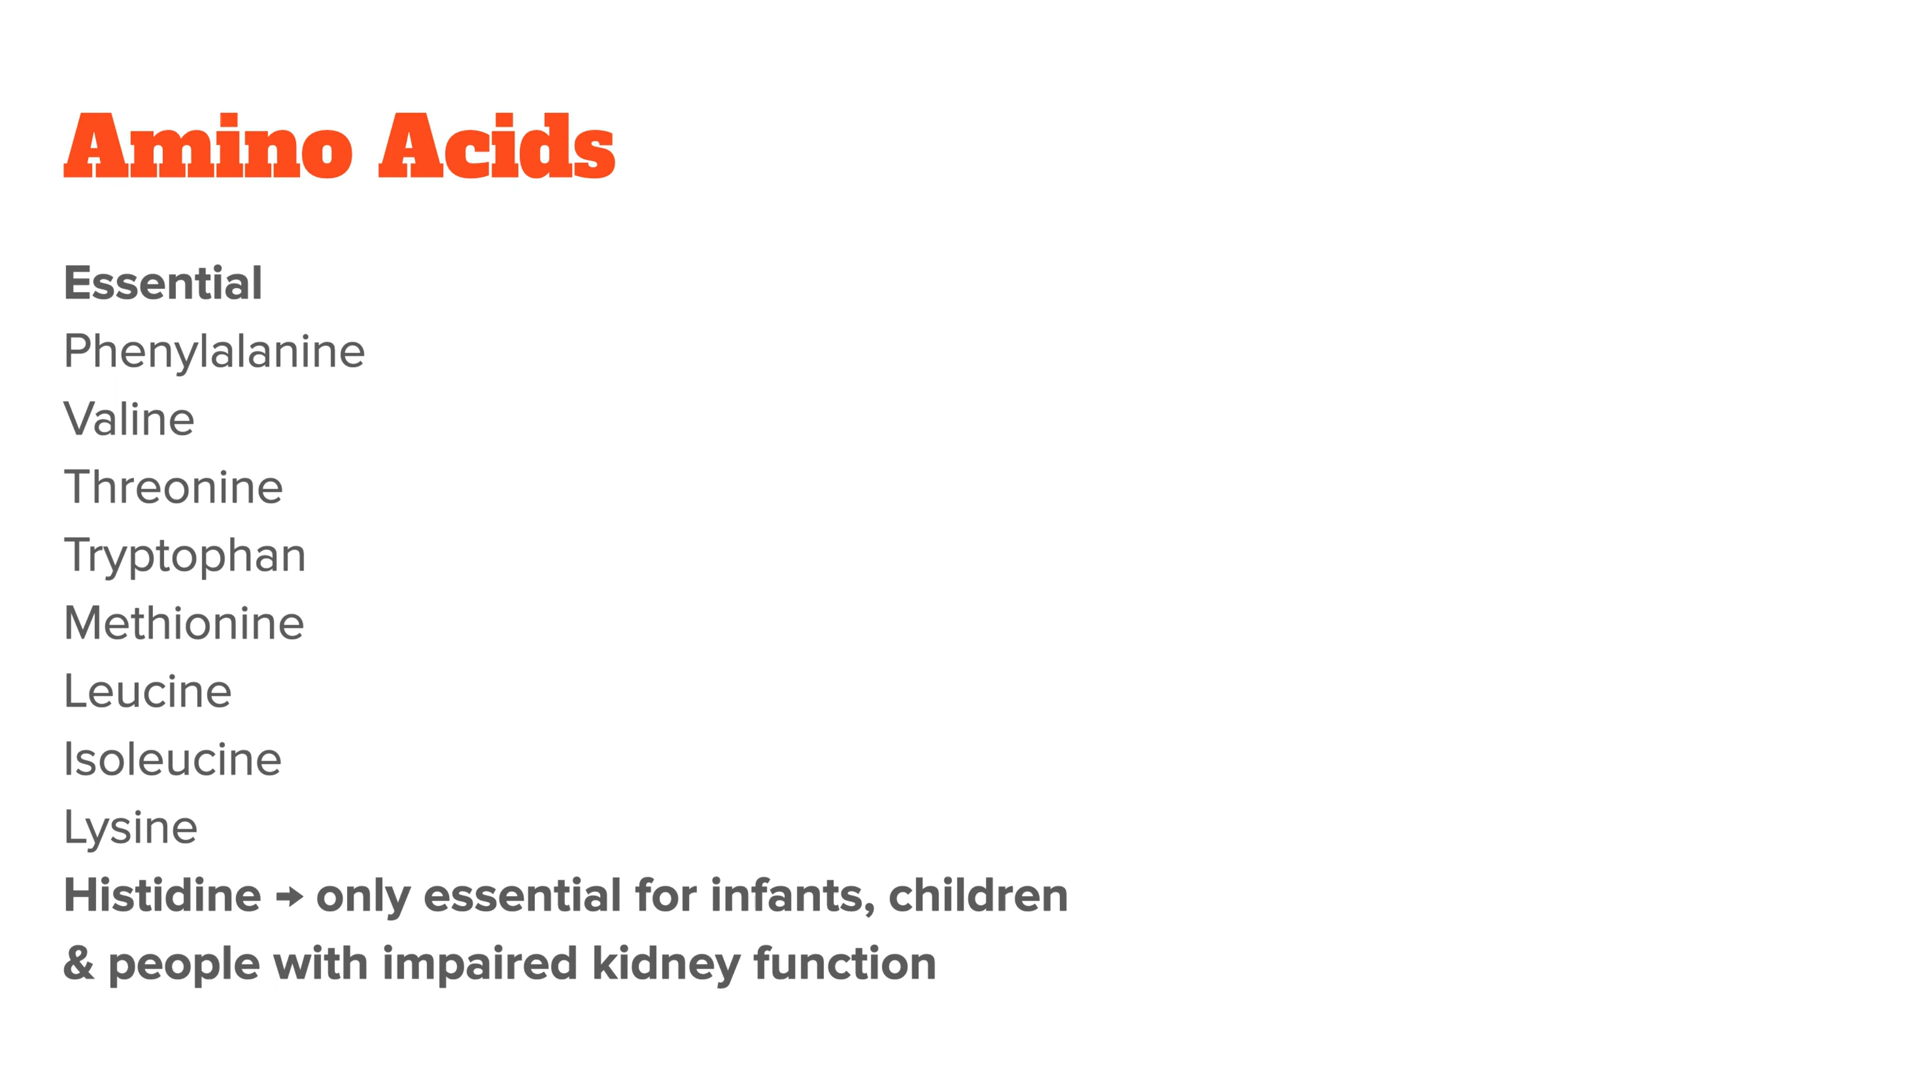 Amino Acids
Essential
Phenylalanine
Valine
Threonine
Tryptophan
Methionine
Leucine
Isoleucine
Lysine
Histidine → only essential for infants, children
& people with impaired kidney function